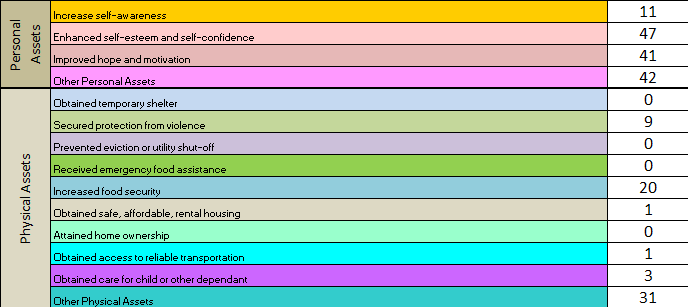 Personal Assets
Increase self-awareness 11
Enhanced self-esteem and self-confidence 47
Improved hope and motivation 41
Other Personal Assets 42
Physical Assets
Obtained temporary shelter 0
Secured protection from violence 9
Prevented eviction or utility shut-off 0
Received emergency food assistance 0
Increased food security 20
Obtained safe, affordable, rental housing 1
Attained home ownership 0
Obtained access to reliable transportation 1
Obtained care for child or other dependant 3
Other Physical Assets 31